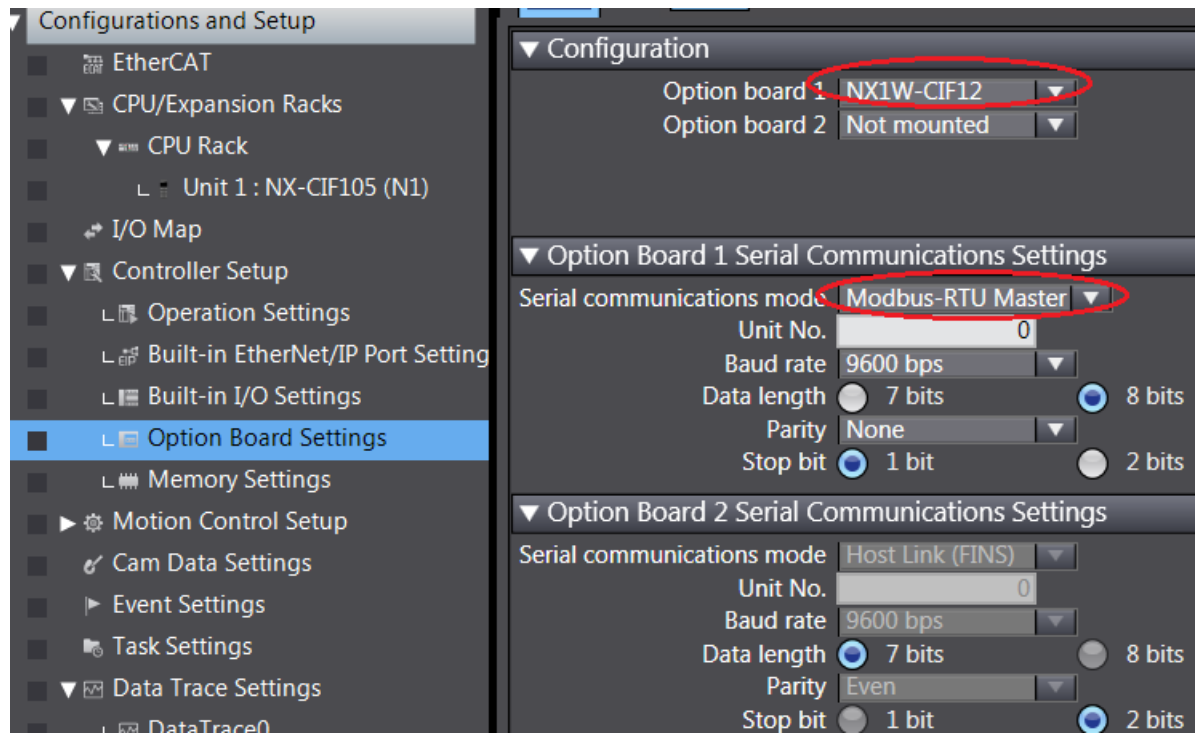 Configurations and Setup
EtherCAT
CPU/Expansion Racks
CPU Rack
Unit 1 : NX-CIF105 (N1)
I/O Map
Controller Setup
Operation Settings
Built-in EtherNet/IP Port Setting
Built-in I/O Settings
Option Board Settings
Memory Settings
Motion Control Setup
Cam Data Settings
Event Settings
Task Settings
Data Trace Settings
DataTrace0
Configuration
Option board 1 NX1W-CIF12
Option board 2 Not mounted
Option Board 1 Serial Communications Settings
Serial communications mode Modbus-RTU Master
Unit No. 0
Baud rate 9600 bps
Data length 7 bits 8 bits
Parity None
Stop bit 1 bit 2 bits
Option Board 2 Serial Communications Settings
Serial communications mode Host Link (FINS)
Unit No. 0
Baud rate 9600 bps
Data length 7 bits 8 bits
Parity Even
Stop bit 1 bit 2 bits